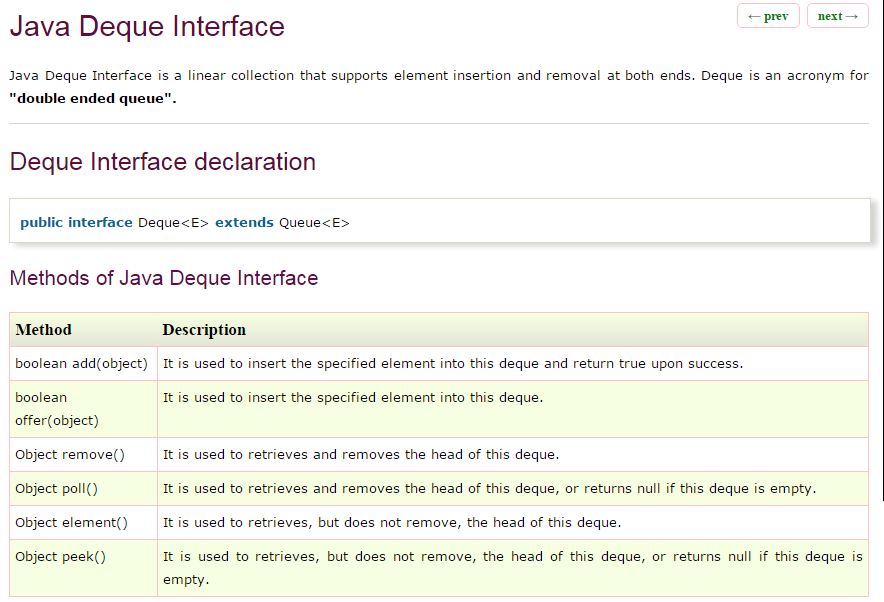 Java Deque Interface
← prev next →
Java Deque Interface is a linear collection that supports element insertion and removal at both ends. Deque is an acronym for
"double ended queue".
Deque Interface declaration
public interface Deque<E> extends Queue<E>
Methods of Java Deque Interface
Method Description
boolean add(object) It is used to insert the specified element into this deque and return true upon success.
boolean It is used to insert the specified element into this deque.
offer(object)
Object remove() It is used to retrieves and removes the head of this deque.
Object poll() It is used to retrieves and removes the head of this deque, or returns null if this deque is empty.
Object element() It is used to retrieves, but does not remove, the head of this deque.
Object peek() It is used to retrieves, but does not remove, the head of this deque, or returns null if this deque is
empty.